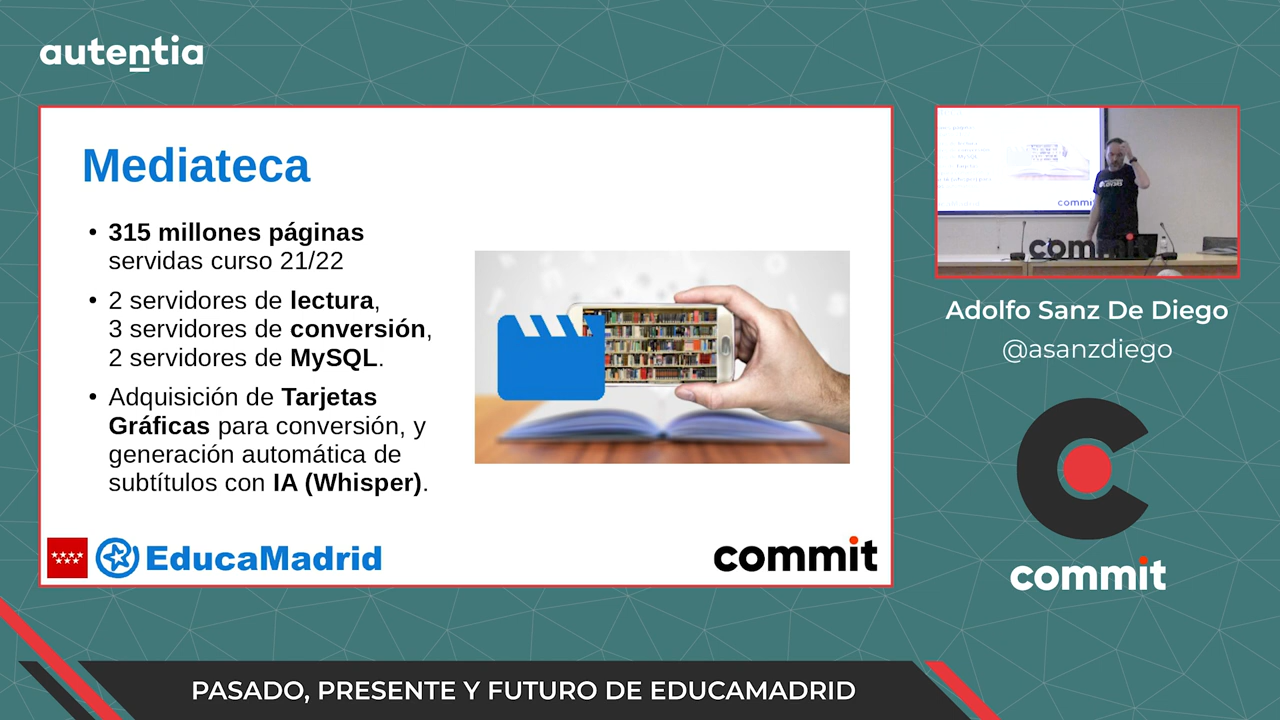 autentia
Mediateca
• 315 millones páginas
servidas curso 21/22
• 2 servidores de lectura,
3 servidores de conversión,
2 servidores de MySQL.
• Adquisición de Tarjetas
Gráficas para conversión, y
generación automática de
subtítulos con IA (Whisper).
EducaMadrid
commit
commit
commit
Adolfo Sanz De Diego
@asanzdiego
commit
PASADO, PRESENTE Y FUTURO DE EDUCAMADRID